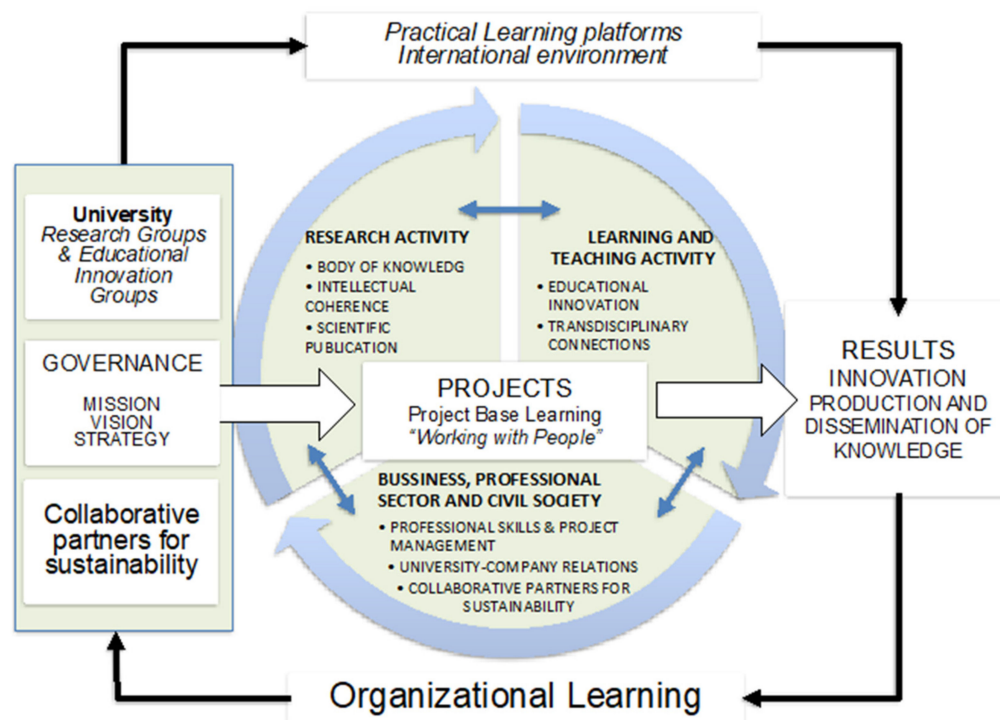 Practical Learning platforms
International environment
University
Research Groups
& Educational
Innovation
Groups
GOVERNANCE
MISSION
VISION
STRATEGY
Collaborative
partners for
sustainability
RESEARCH ACTIVITY
• BODY OF KNOWLEDG
• INTELLECTUAL
COHERENCE
• SCIENTIFIC
PUBLICATION
LEARNING AND
TEACHING ACTIVITY
• EDUCATIONAL
INNOVATION
• TRANSDISCIPLINARY
CONNECTIONS
PROJECTS
Project Base Learning
“Working with People”
BUSSINESS, PROFESSIONAL
SECTOR AND CIVIL SOCIETY
• PROFESSIONAL SKILLS & PROJECT
MANAGEMENT
• UNIVERSITY-COMPANY RELATIONS
• COLLABORATIVE PARTNERS FOR
SUSTAINABILITY
RESULTS
INNOVATION
PRODUCTION AND
DISSEMINATION OF
KNOWLEDGE
Organizational Learning